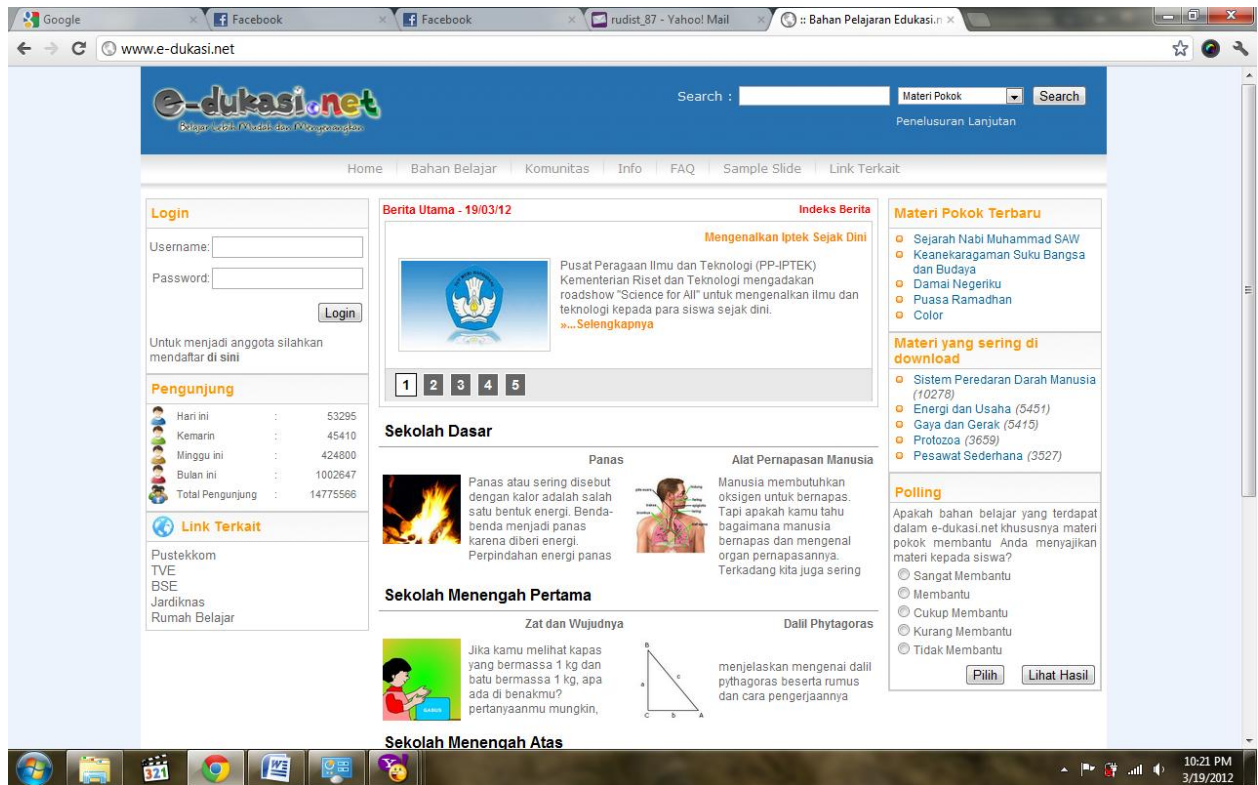 Google
Facebook
Facebook
rudist_87 - Yahoo! Mail
:: Bahan Pelajaran Edukasi.n
www.e-dukasi.net
e-dukasi.net
Belajar Lebih Mudah dan Menyenangkan
Search :
Materi Pokok
Search
Penelusuran Lanjutan
Home
Bahan Belajar
Komunitas
Info
FAQ
Sample Slide
Link Terkait
Login
Username:
Password:
Login
Untuk menjadi anggota silahkan
mendaftar di sini
Pengunjung
Hari ini : 53295
Kemarin : 45410
Minggu ini : 424800
Bulan ini : 1002647
Total Pengunjung : 14775566
Link Terkait
Pustekkom
TVE
BSE
Jardiknas
Rumah Belajar
Berita Utama - 19/03/12
Indeks Berita
Mengenalkan Iptek Sejak Dini
Pusat Peragaan Ilmu dan Teknologi (PP-IPTEK)
Kementerian Riset dan Teknologi mengadakan
roadshow "Science for All" untuk mengenalkan ilmu dan
teknologi kepada para siswa sejak dini.
»...Selengkapnya
1 2 3 4 5
Sekolah Dasar
Panas
Panas atau sering disebut
dengan kalor adalah salah
satu bentuk energi. Benda-
benda menjadi panas
karena diberi energi.
Perpindahan energi panas
Alat Pernapasan Manusia
Manusia membutuhkan
oksigen untuk bernapas.
Tapi apakah kamu tahu
bagaimana manusia
bernapas dan mengenal
organ pernapasannya.
Terkadang kita juga sering
Sekolah Menengah Pertama
Zat dan Wujudnya
Jika kamu melihat kapas
yang bermassa 1 kg dan
batu bermassa 1 kg, apa
ada di benakmu?
pertanyaanmu mungkin,
Dalil Phytagoras
B
a
c
C b A
menjelaskan mengenai dalil
pythagoras beserta rumus
dan cara pengerjaannya
Sekolah Menengah Atas
Materi Pokok Terbaru
Sejarah Nabi Muhammad SAW
Keanekaragaman Suku Bangsa
dan Budaya
Damai Negeriku
Puasa Ramadhan
Color
Materi yang sering di
download
Sistem Peredaran Darah Manusia
(10278)
Energi dan Usaha (5451)
Gaya dan Gerak (5415)
Protozoa (3659)
Pesawat Sederhana (3527)
Polling
Apakah bahan belajar yang terdapat
dalam e-dukasi.net khususnya materi
pokok membantu Anda menyajikan
materi kepada siswa?
Sangat Membantu
Membantu
Cukup Membantu
Kurang Membantu
Tidak Membantu
Pilih
Lihat Hasil
321
10:21 PM
3/19/2012